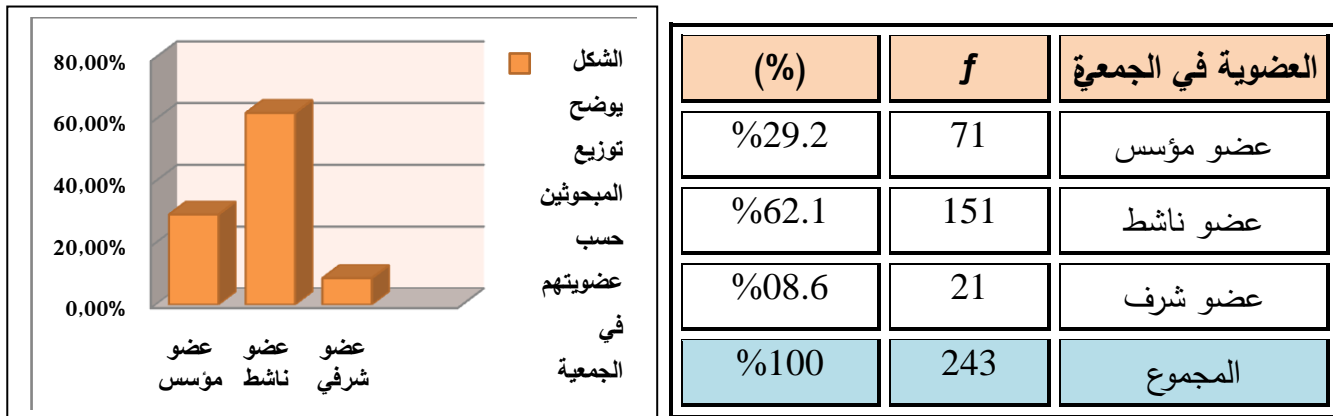 80,00%
60,00%
40,00%
20,00%
0,00%
عضو مؤسس
عضو ناشط
عضو شرفي
الشكل
يوضح
توزيع
المبحوثين
حسب
عضويتهم
في
الجمعية
العضوية في الجمعية f (%)
عضو مؤسس 71 %29.2
عضو ناشط 151 %62.1
عضو شرف 21 %08.6
المجموع 243 %100